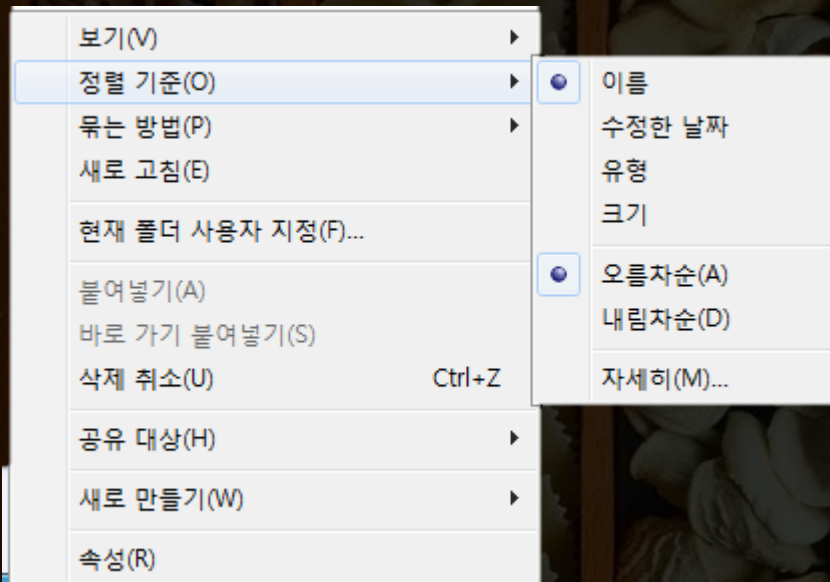 보기(V)
정렬 기준(O)
묶는 방법(P)
새로 고침(E)
현재 폴더 사용자 지정(F)...
붙여넣기(A)
바로 가기 붙여넣기(S)
삭제 취소(U) Ctrl+Z
공유 대상(H)
새로 만들기(W)
속성(R)
이름
수정한 날짜
유형
크기
오름차순(A)
내림차순(D)
자세히(M)...